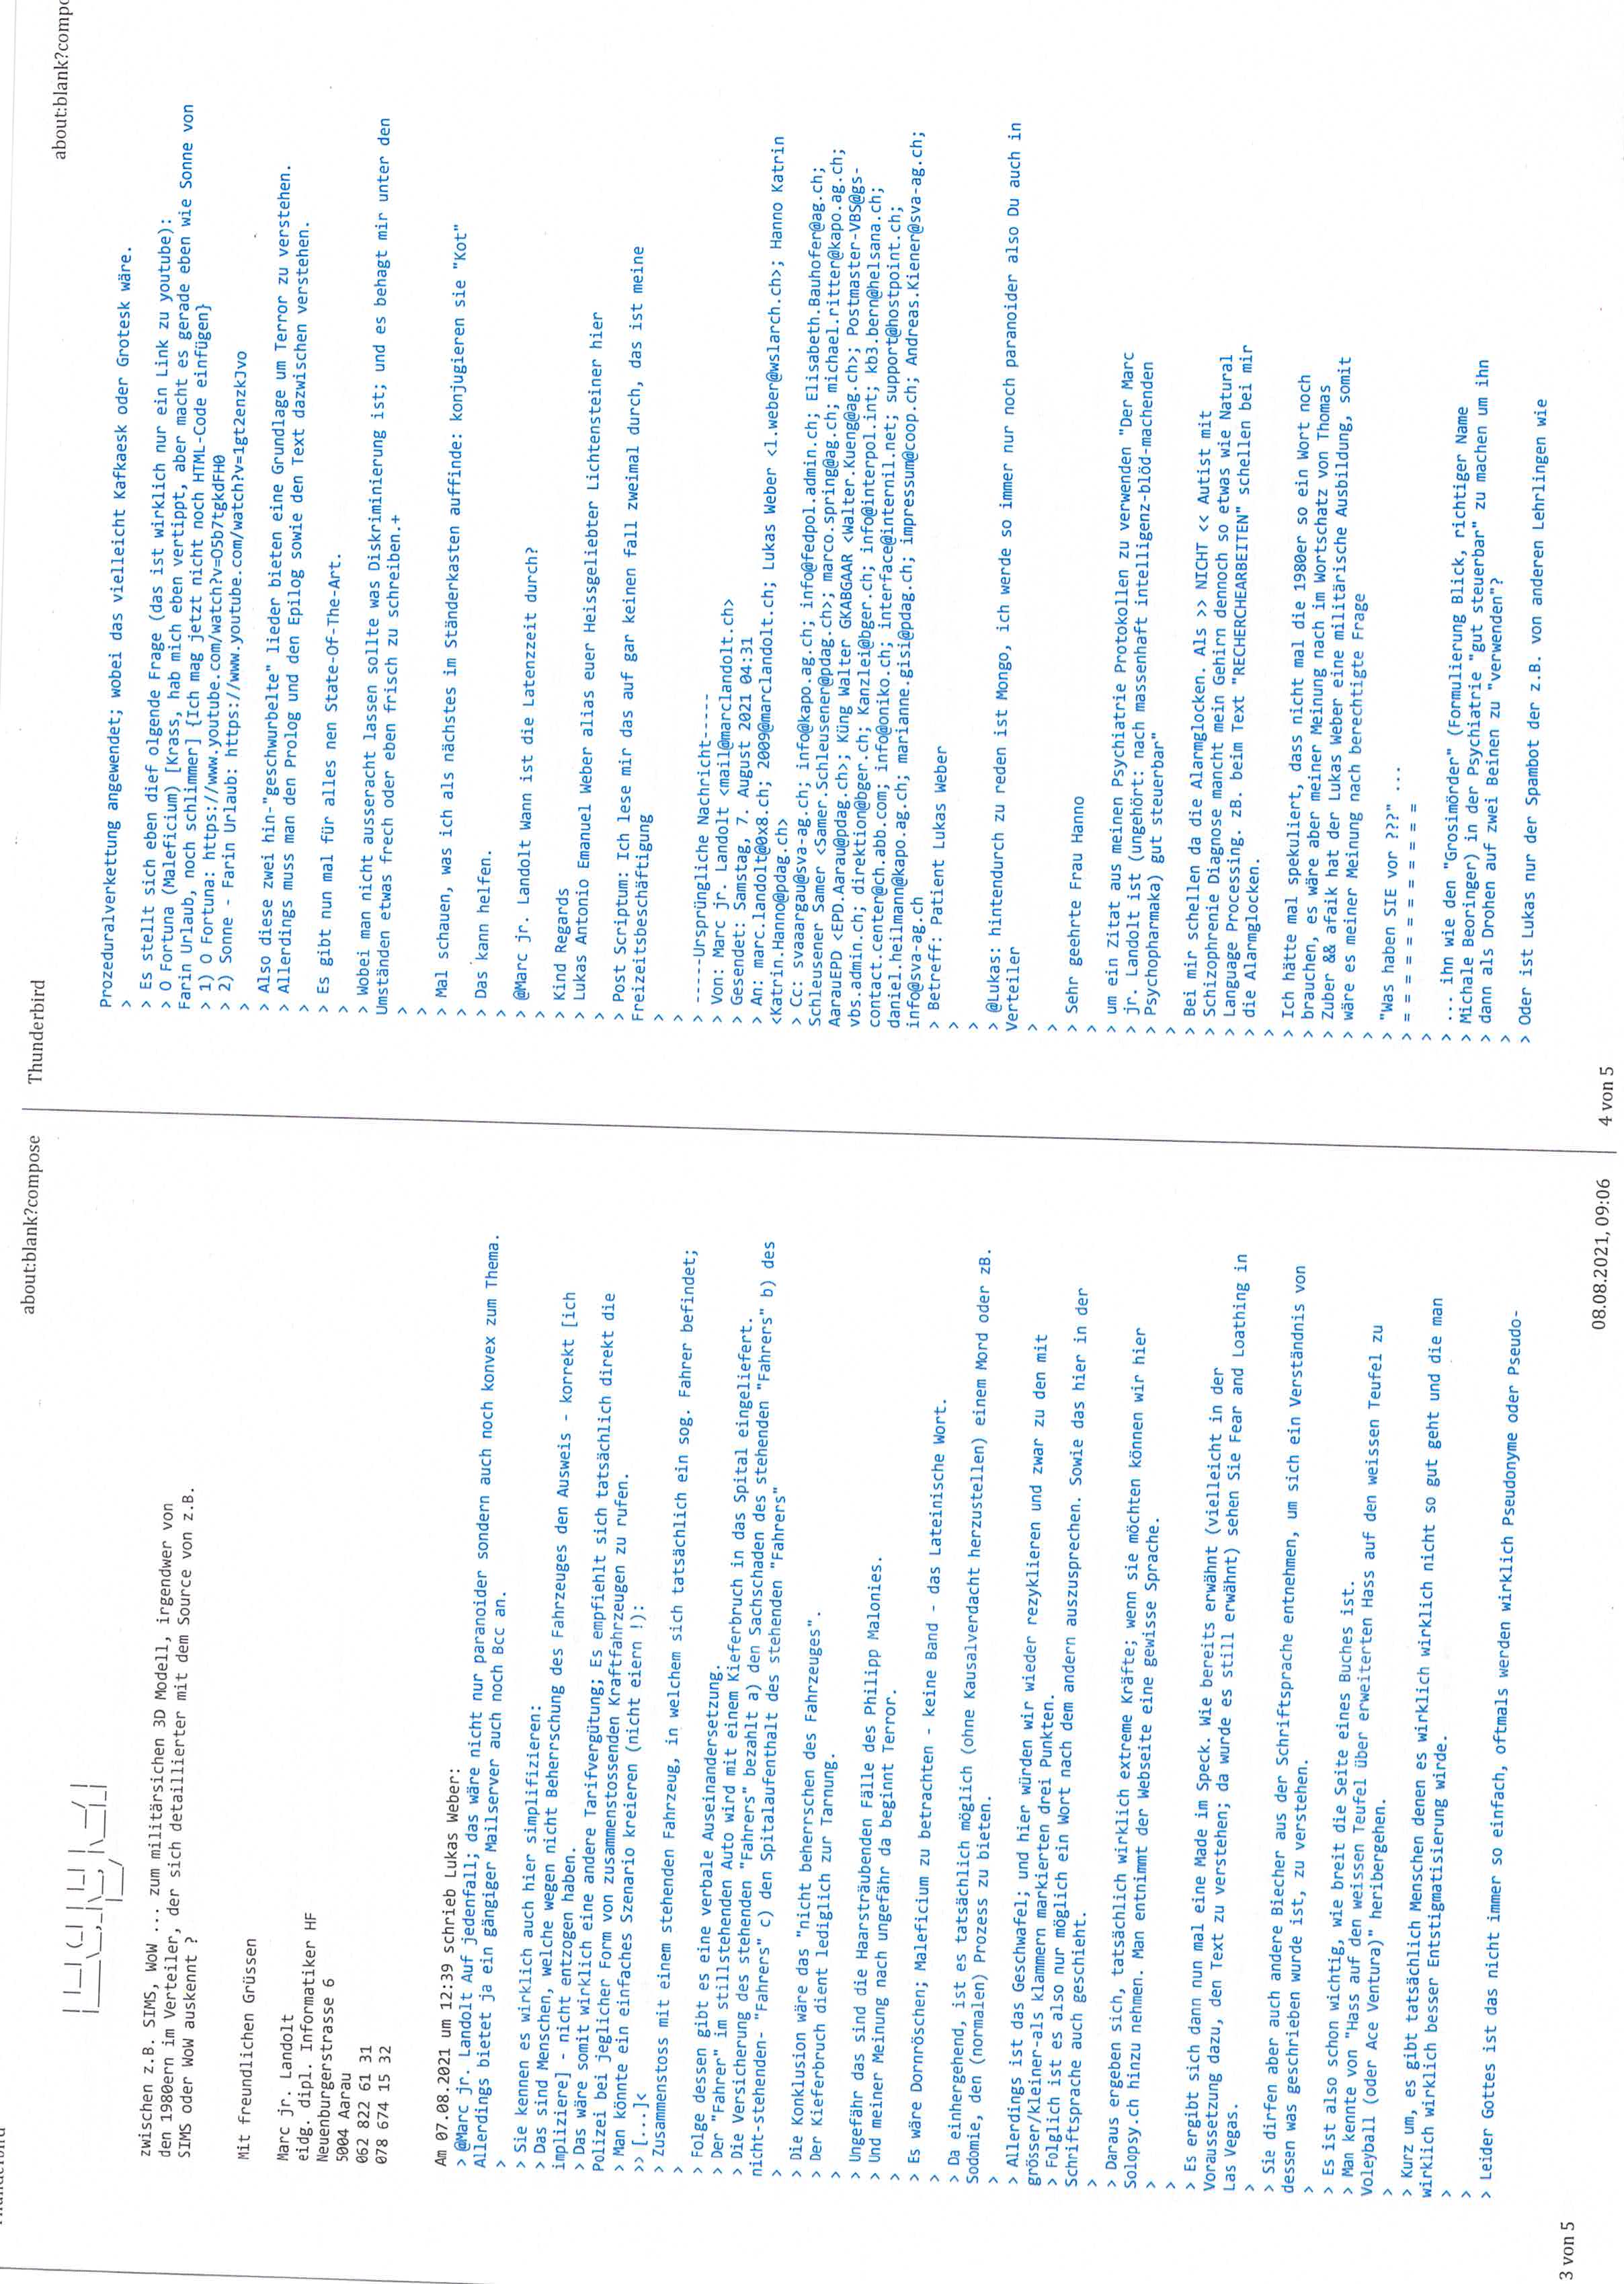 Thunderbird
about:blank?compose
zwischen z.B. SIMS, WoW ... zum militärsichen 3D Modell, irgendwer von
den 1980ern im Verteiler, der sich detaillierter mit dem Source von z.B.
SIMS oder WoW auskennt ?
Mit freundlichen Grüssen
Marc jr. Landolt
eidg. dipl. Informatiker HF
Neuenburgerstrasse 6
5004 Aarau
062 822 61 31
078 674 15 32
Am 07.08.2021 um 12:39 schrieb Lukas Weber:
> @Marc jr. Landolt Auf jedenfall; das wäre nicht nur paranoider sondern auch noch konvex zum Thema.
Allerdings bietet ja ein gängiger Mailserver auch noch Bcc an.
>
> Sie kennen es wirklich auch hier simplifizieren:
> Das sind Menschen, welche wegen nicht Beherrschung des Fahrzeuges den Ausweis - korrekt [ich
impliziere] - nicht entzogen haben.
> Das wäre somit wirklich eine andere Tarifvergütung; Es empfiehlt sich tatsächlich direkt die
Polizei bei jeglicher Form von zusammenstossenden Kraftfahrzeugen zu rufen.
> Man könnte ein einfaches Szenario kreieren (nicht eiern !):
>> [...]<
> Zusammenstoss mit einem stehenden Fahrzeug, in welchem sich tatsächlich ein sog. Fahrer befindet;
>
> Folge dessen gibt es eine verbale Auseinandersetzung.
> Der "Fahrer" im stillstehenden Auto wird mit einem Kieferbruch in das Spital eingeliefert.
> Die Versicherung des stehenden "Fahrers" bezahlt a) den Sachschaden des stehenden "Fahrers" b) des
nicht-stehenden- "Fahrers" c) den Spitalaufenthalt des stehenden "Fahrers"
>
> Die Konklusion wäre das "nicht beherrschen des Fahrzeuges".
> Der Kieferbruch dient lediglich zur Tarnung.
>
> Ungefähr das sind die Haarsträubenden Fälle des Philipp Malonies.
> Und meiner Meinung nach ungefähr da beginnt Terror.
>
> Es wäre Dornröschen; Maleficium zu betrachten - keine Band - das Lateinische Wort.
>
> Da einhergehend, ist es tatsächlich möglich (ohne Kausalverdacht herzustellen) einem Mord oder zB.
Sodomie, den (normalen) Prozess zu bieten.
>
> Allerdings ist das Geschwafel; und hier würden wir wieder rezyklieren und zwar zu den mit
grösser/kleiner-als klammern markierten drei Punkten.
> Folglich ist es also nur möglich ein Wort nach dem andern auszusprechen. Sowie das hier in der
Schriftsprache auch geschieht.
>
> Daraus ergeben sich, tatsächlich wirklich extreme Kräfte; wenn sie möchten können wir hier
Solopsy.ch hinzu nehmen. Man entnimmt der Webseite eine gewisse Sprache.
>
>
> Es ergibt sich dann nun mal eine Made im Speck. Wie bereits erwähnt (vielleicht in der
Voraussetzung dazu, den Text zu verstehen; da wurde es still erwähnt) sehen Sie Fear and Loathing in
Las Vegas.
>
> Sie dirfen aber auch andere Biecher aus der Schriftsprache entnehmen, um sich ein Verständnis von
dessen was geschrieben wurde ist, zu verstehen.
>
> Es ist also schon wichtig, wie breit die Seite eines Buches ist.
> Man kennte von "Hass auf den weissen Teufel über erweiterten Hass auf den weissen Teufel zu
Voleyball (oder Ace Ventura)" heribergehen.
>
> Kurz um, es gibt tatsächlich Menschen denen es wirklich wirklich nicht so gut geht und die man
wirklich wirklich besser Entstigmatisierung wirde.
>
>
> Leider Gottes ist das nicht immer so einfach, oftmals werden wirklich Pseudonyme oder Pseudo-
3 von 5
08.08.2021, 09:06
Thunderbird
about:blank?compo
Prozeduralverkettung angewendet; wobei das vielleicht Kafkaesk oder Grotesk wäre.
>
> Es stellt sich eben dief olgende Frage (das ist wirklich nur ein Link zu youtube):
> O Fortuna (Maleficium) [Krass, hab mich eben vertippt, aber macht es gerade eben wie Sonne von
Farin Urlaub, noch schlimmer] {Ich mag jetzt nicht noch HTML-Code einfügen}
> 1) O Fortuna: https://www.youtube.com/watch?v=O5b7tgkdFH0
> 2) Sonne - Farin Urlaub: https://www.youtube.com/watch?v=1gt2enzkJvo
>
> Also diese zwei hin-"geschwurbelte" lieder bieten eine Grundlage um Terror zu verstehen.
> Allerdings muss man den Prolog und den Epilog sowie den Text dazwischen verstehen.
>
> Es gibt nun mal für alles nen State-Of-The-Art.
>
> Wobei man nicht ausseracht lassen sollte was Diskriminierung ist; und es behagt mir unter den
Umständen etwas frech oder eben frisch zu schreiben.+
>
>
> Mal schauen, was ich als nächstes im Ständerkasten auffinde: konjugieren sie "Kot"
>
> Das kann helfen.
>
> @Marc jr. Landolt Wann ist die Latenzzeit durch?
>
> Kind Regards
> Lukas Antonio Emanuel Weber alias euer Heissgeliebter Lichtensteiner hier
>
> Post Scriptum: Ich lese mir das auf gar keinen fall zweimal durch, das ist meine
Freizeitsbeschäftigung
>
>
> -----Ursprüngliche Nachricht-----
> Von: Marc jr. Landolt <mail@marclandolt.ch>
> Gesendet: Samstag, 7. August 2021 04:31
> An: marc.landolt@0x8.ch; 2009@marclandolt.ch; Lukas Weber <l.weber@wslarch.ch>; Hanno Katrin
<Katrin.Hanno@pdag.ch>
> Cc: svaaargau@sva-ag.ch; info@kapo.ag.ch; info@fedpol.admin.ch; Elisabeth.Bauhofer@ag.ch;
Schleusener Samer <Samer.Schleusener@pdag.ch>; marco.spring@ag.ch; michael.ritter@kapo.ag.ch;
AarauEPD <EPD.Aarau@pdag.ch>; Küng Walter GKABGAAR <Walter.Kueng@ag.ch>; Postmaster-VBS@gs-
vbs.admin.ch; direktion@bger.ch; Kanzlei@bger.ch; info@interpol.int; kb3.bern@helsana.ch;
contact.center@ch.abb.com; info@oniko.ch; interface@internil.net; support@hostpoint.ch;
daniel.heilmann@kapo.ag.ch; marianne.gisi@pdag.ch; impressum@coop.ch; Andreas.Kiener@sva-ag.ch;
info@sva-ag.ch
> Betreff: Patient Lukas Weber
>
>
> @Lukas: hintendurch zu reden ist Mongo, ich werde so immer nur noch paranoider also Du auch in
Verteiler
>
>
> Sehr geehrte Frau Hanno
>
> um ein Zitat aus meinen Psychiatrie Protokollen zu verwenden "Der Marc
> jr. Landolt ist (ungehört: nach massenhaft intelligenz-blöd-machenden
> Psychopharmaka) gut steuerbar"
>
> Bei mir schellen da die Alarmglocken. Als >> NICHT << Autist mit
> Schizophrenie Diagnose mancht mein Gehirn dennoch so etwas wie Natural
> Language Processing. zB. beim Text "RECHERCHEARBEITEN" schellen bei mir
> die Alarmglocken.
>
> Ich hätte mal spekuliert, dass nicht mal die 1980er so ein Wort noch
> brauchen, es wäre aber meiner Meinung nach im Wortschatz von Thomas
> Zuber && afaik hat der Lukas Weber eine militärische Ausbildung, somit
> wäre es meiner Meinung nach berechtigte Frage
>
> "Was haben SIE vor ???" ...
> = = = = = = = = = = =
>
> ... ihn wie den "Grosimörder" (Formulierung Blick, richtiger Name
> Michale Beoringer) in der Psychiatrie "gut steuerbar" zu machen um ihn
> dann als Drohen auf zwei Beinen zu "verwenden"?
>
> Oder ist Lukas nur der Spambot der z.B. von anderen Lehrlingen wie
4 von 5